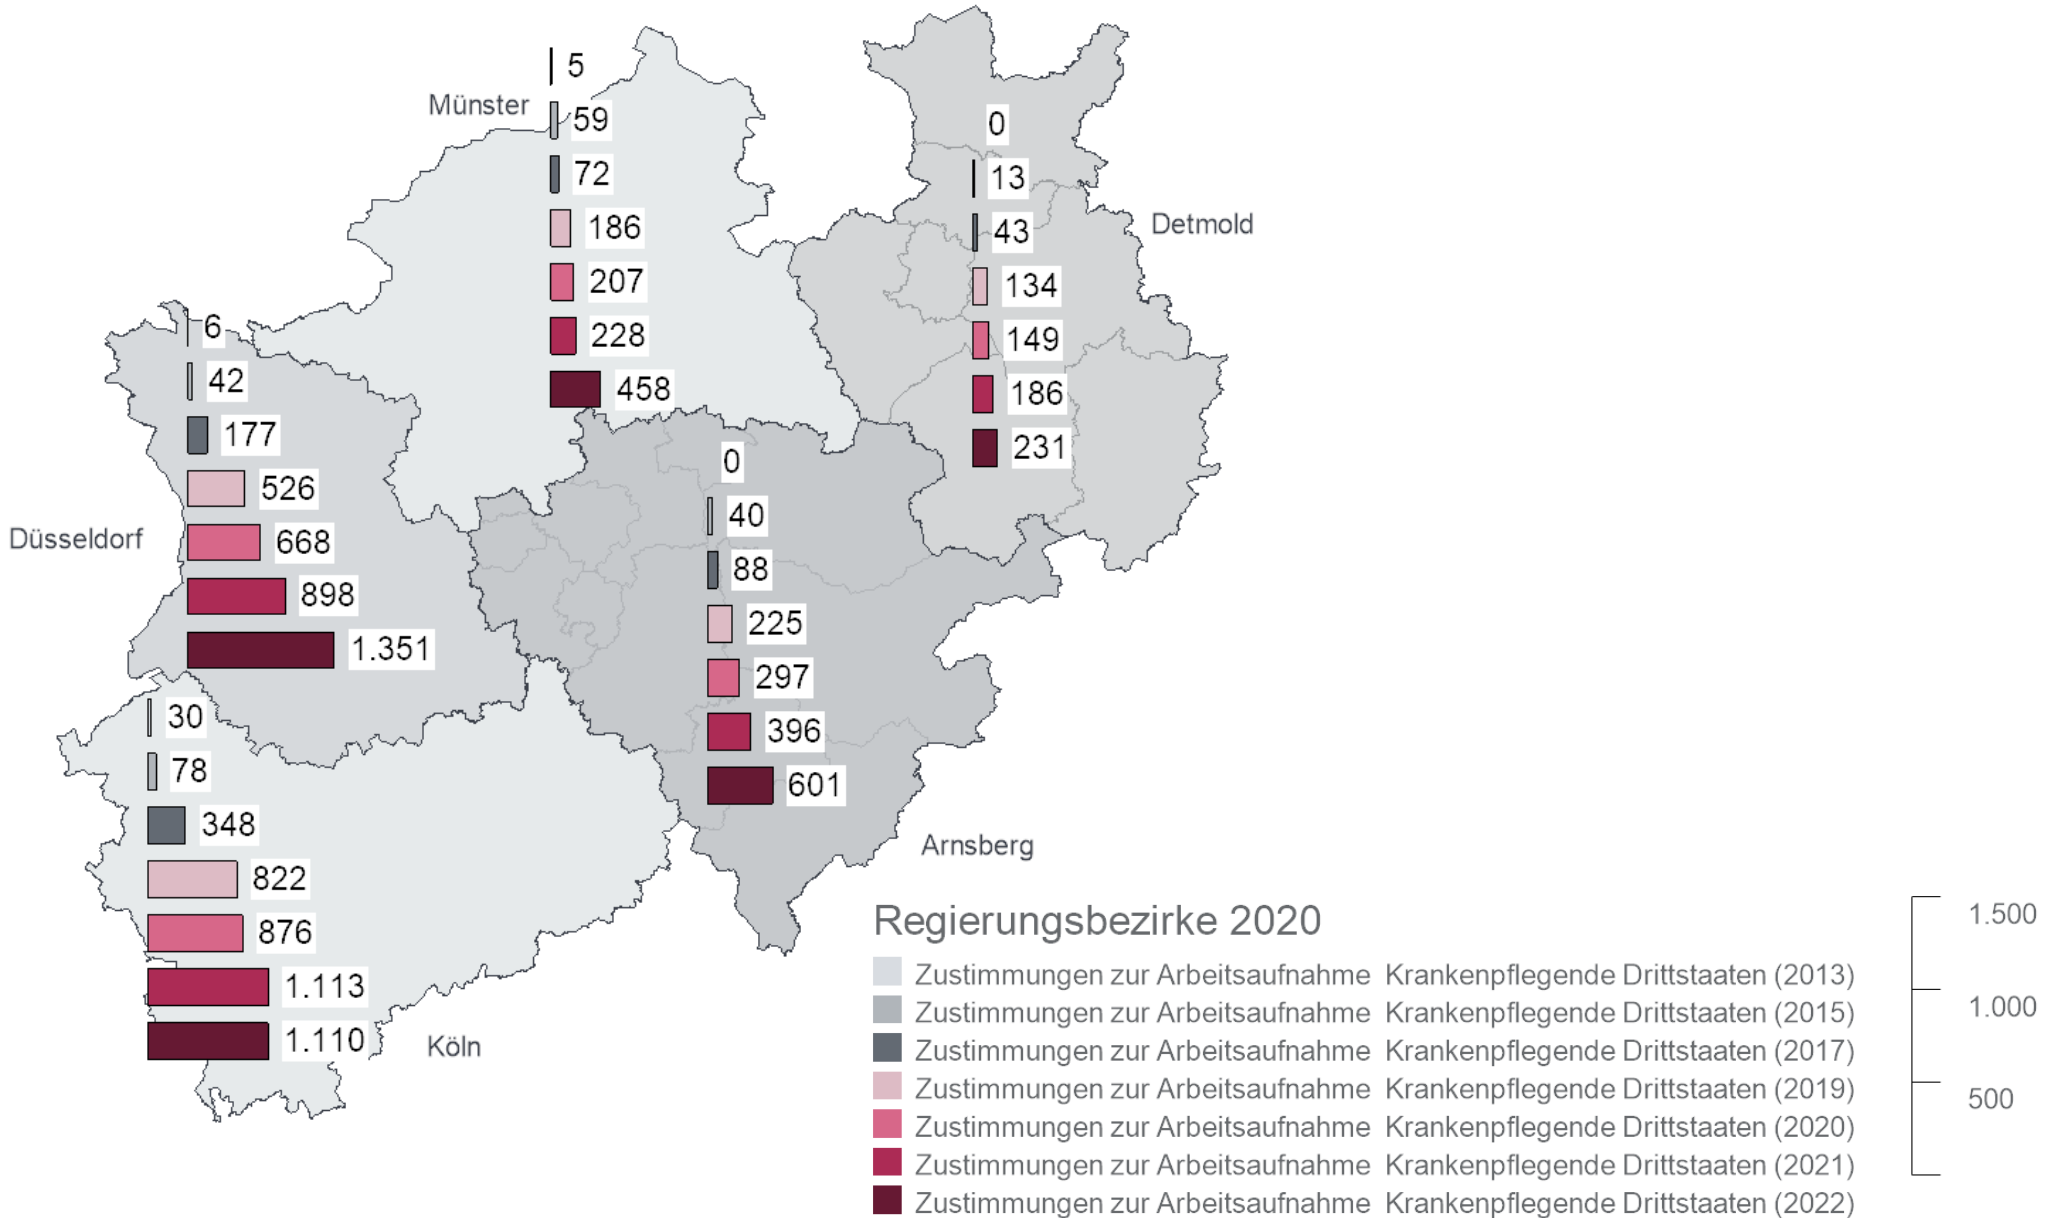 Münster
5
59
72
186
207
228
458
Detmold
0
13
43
134
149
186
231
Düsseldorf
6
42
177
526
668
898
1.351
Arnsberg
0
40
88
225
297
396
601
Köln
30
78
348
822
876
1.113
1.110
Regierungsbezirke 2020
Zustimmungen zur Arbeitsaufnahme Krankenpflegende Drittstaaten (2013)
Zustimmungen zur Arbeitsaufnahme Krankenpflegende Drittstaaten (2015)
Zustimmungen zur Arbeitsaufnahme Krankenpflegende Drittstaaten (2017)
Zustimmungen zur Arbeitsaufnahme Krankenpflegende Drittstaaten (2019)
Zustimmungen zur Arbeitsaufnahme Krankenpflegende Drittstaaten (2020)
Zustimmungen zur Arbeitsaufnahme Krankenpflegende Drittstaaten (2021)
Zustimmungen zur Arbeitsaufnahme Krankenpflegende Drittstaaten (2022)
1.500
1.000
500